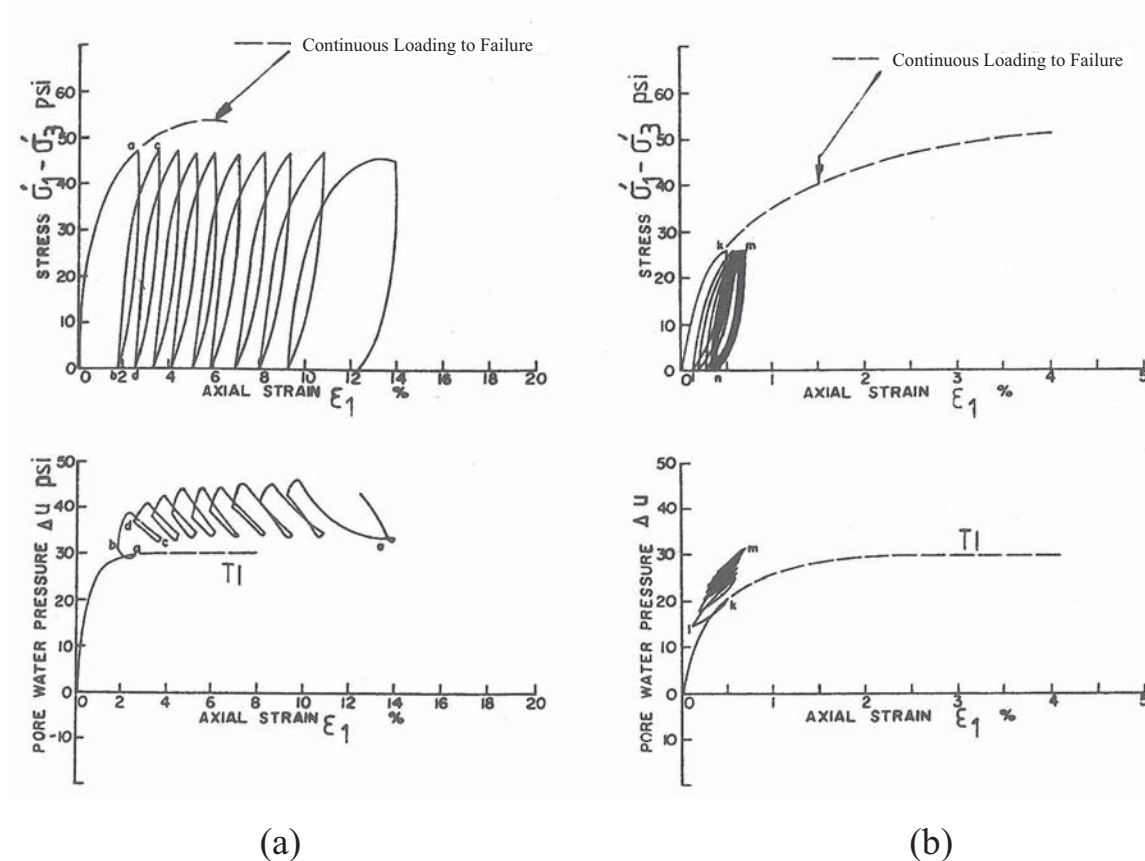 Continuous Loading to Failure
STRESS σ́1 - σ́3 psi
60
50
40
30
20
10
0
a
c
b
d
0 2 4 6 8 10 12 14 16 18 20
AXIAL STRAIN ε1 %
Continuous Loading to Failure
STRESS σ́1 - σ́3 psi
60
50
40
30
20
10
0
k
m
l
n
0 1 2 3 4 5
AXIAL STRAIN ε1 %
PORE WATER PRESSURE Δu psi
50
40
30
20
10
0
-10
d
b
a
c
e
T1
0 2 4 6 8 10 12 14 16 18 20
AXIAL STRAIN ε1 %
PORE WATER PRESSURE Δu
50
40
30
20
10
0
10
m
k
l
T1
0 1 2 3 4 5
AXIAL STRAIN ε1 %
(a)
(b)